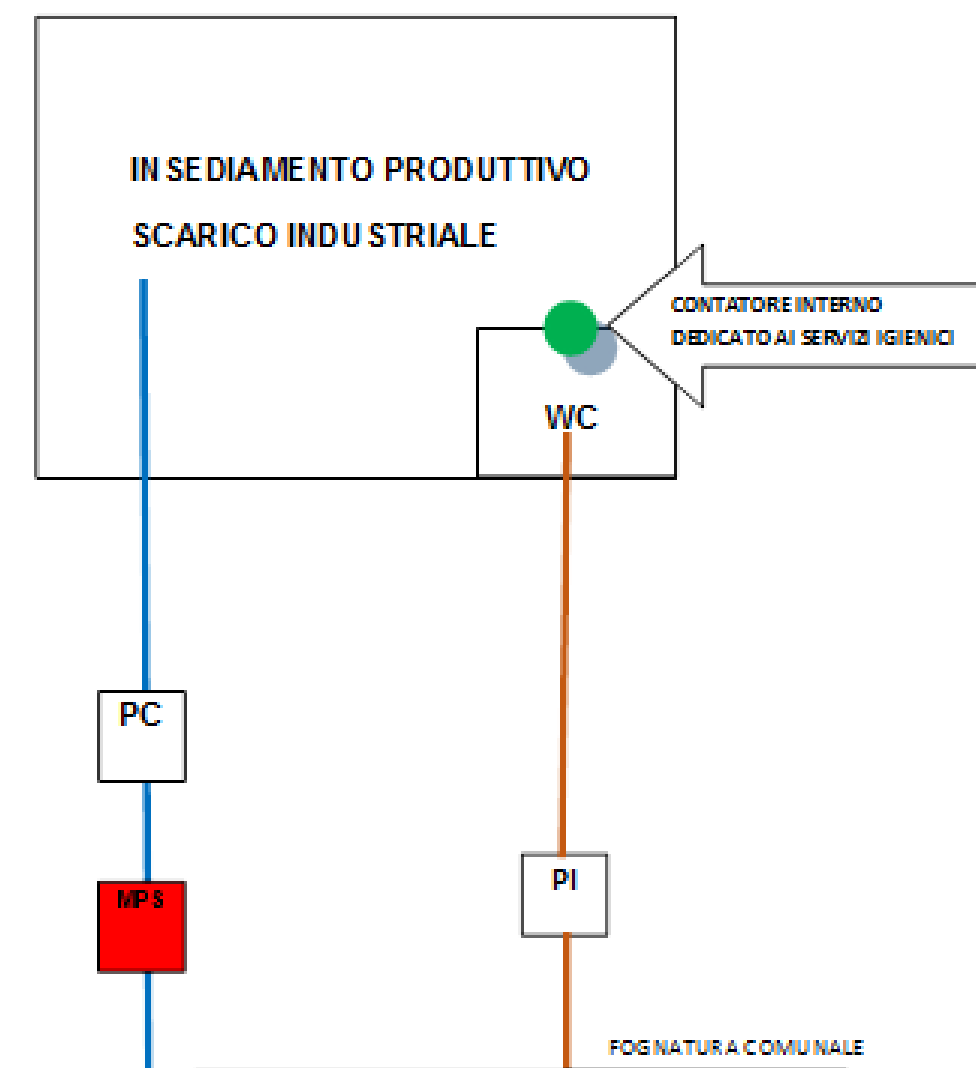 INSEDIAMENTO PRODUTTIVO
SCARICO INDUSTRIALE
CONTATORE INTERNO
DEDICATO AI SERVIZI IGIENICI
WC
PC
PI
MPS
FOGNATURA COMUNALE